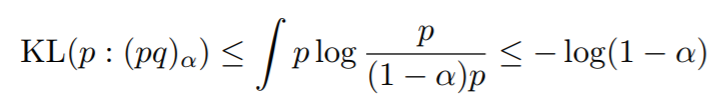 KL(p : (pq)_α) ≤ ∫ p log p/((1 − α)p) ≤ − log(1 − α)